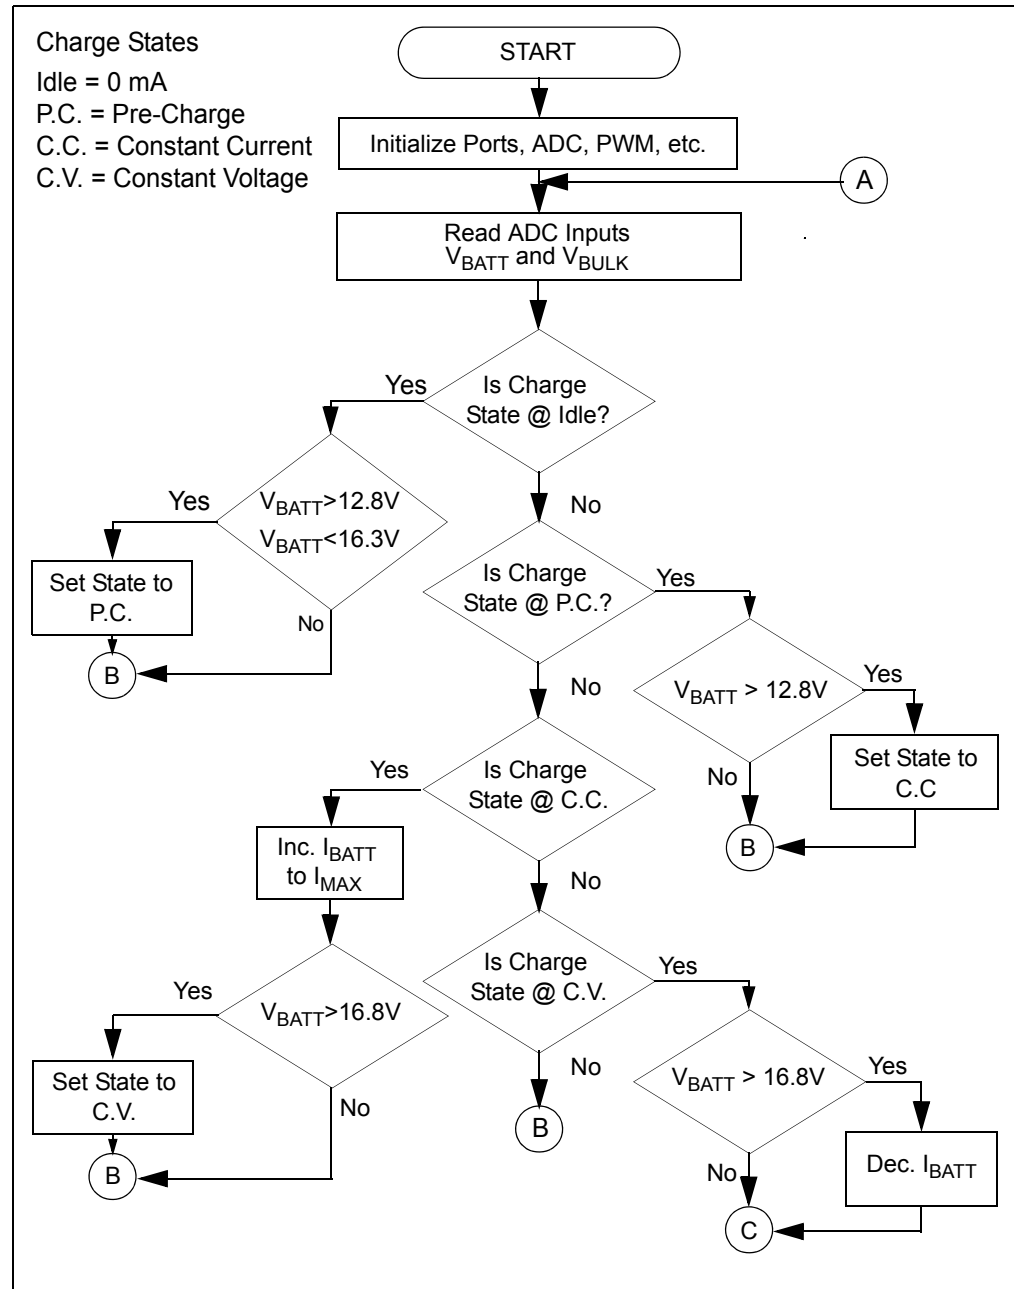 Charge States
Idle = 0 mA
P.C. = Pre-Charge
C.C. = Constant Current
C.V. = Constant Voltage
START
Initialize Ports, ADC, PWM, etc.
A
Read ADC Inputs
VBATT and VBULK
Is Charge
State @ Idle?
Yes
No
VBATT>12.8V
VBATT<16.3V
Yes
No
Set State to
P.C.
B
Is Charge
State @ P.C.?
Yes
No
VBATT > 12.8V
Yes
No
Set State to
C.C
B
Is Charge
State @ C.C.
Yes
No
Inc. IBATT
to IMAX
VBATT>16.8V
Yes
No
Set State to
C.V.
B
Is Charge
State @ C.V.
Yes
No
B
VBATT > 16.8V
Yes
No
Dec. IBATT
C